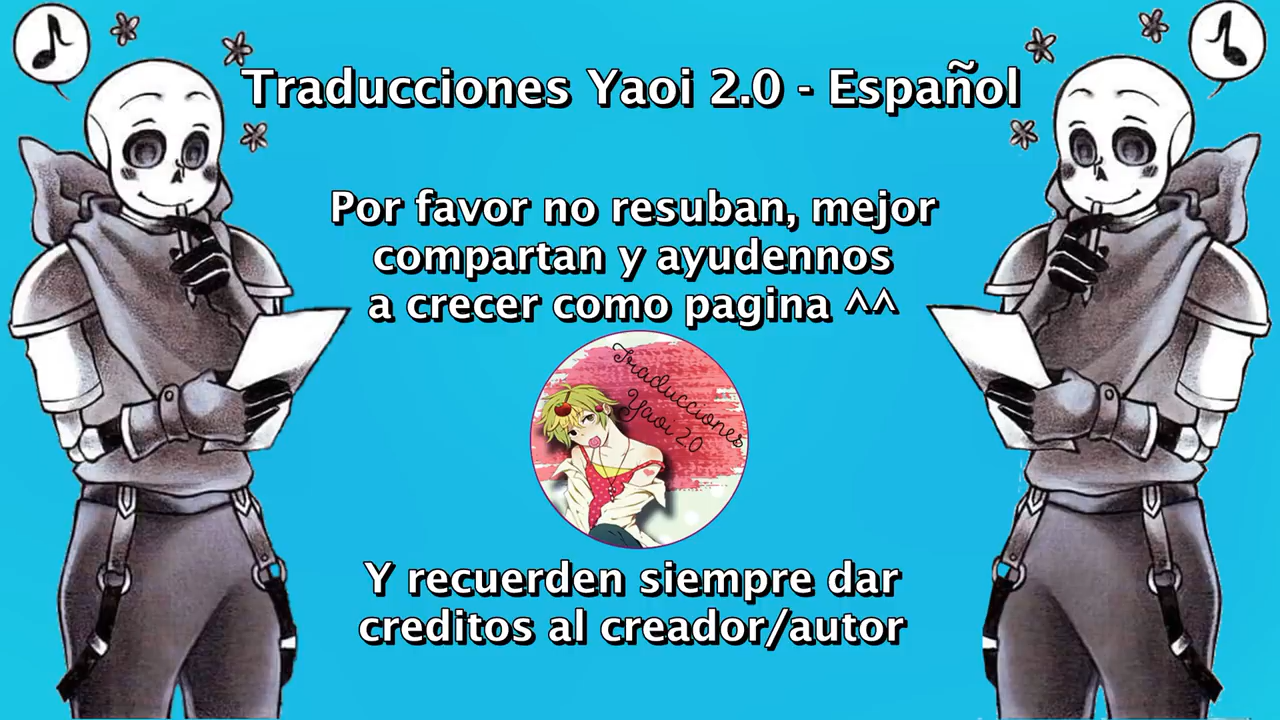 Traducciones Yaoi 2.0 - Español
Por favor no resuban, mejor
compartan y ayudennos
a crecer como pagina ^^
Traducciones
Yaoi 2.0
Y recuerden siempre dar
creditos al creador/autor